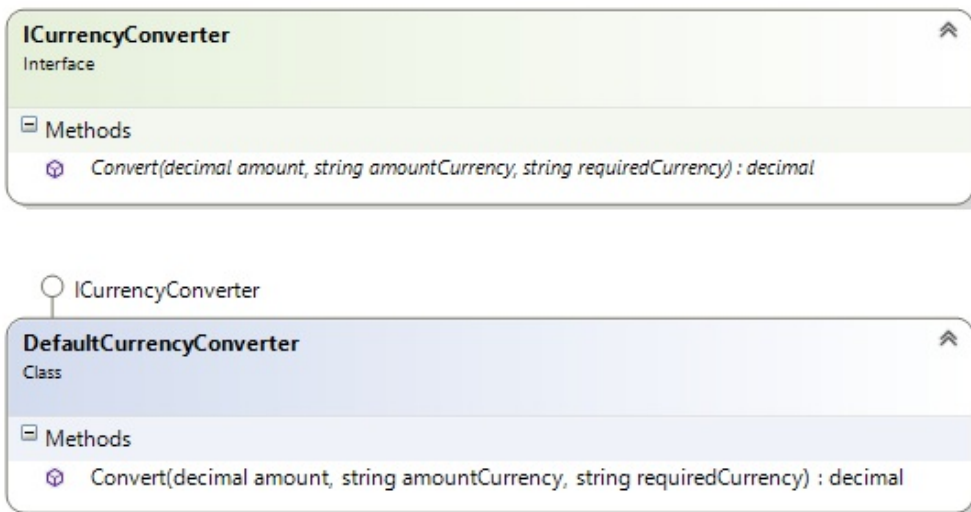 ICurrencyConverter
Interface
Methods
Convert(decimal amount, string amountCurrency, string requiredCurrency) : decimal
ICurrencyConverter
DefaultCurrencyConverter
Class
Methods
Convert(decimal amount, string amountCurrency, string requiredCurrency) : decimal